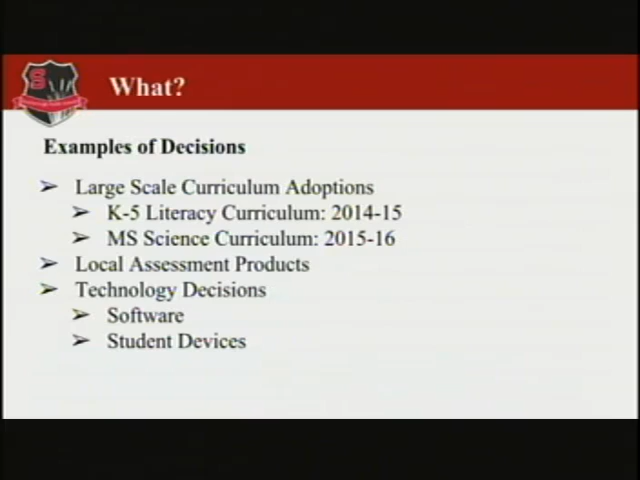 S
What?
Examples of Decisions
➢ Large Scale Curriculum Adoptions
➢ K-5 Literacy Curriculum: 2014-15
➢ MS Science Curriculum: 2015-16
➢ Local Assessment Products
➢ Technology Decisions
➢ Software
➢ Student Devices